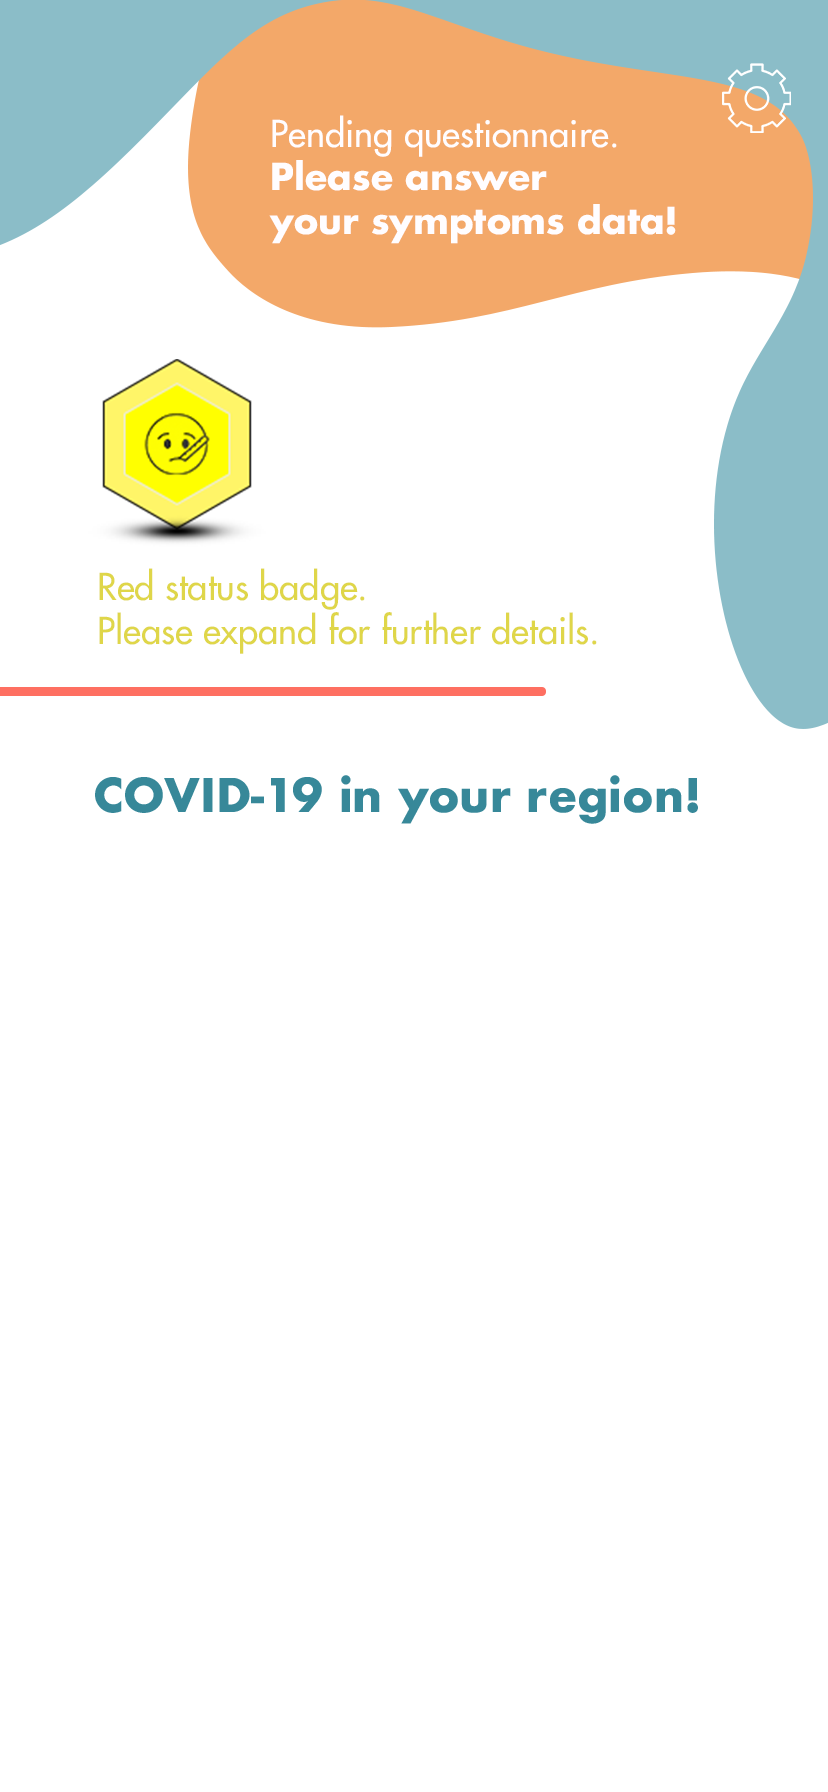 Pending questionnaire.
Please answer
your symptoms data!
Red status badge.
Please expand for further details.
COVID-19 in your region!